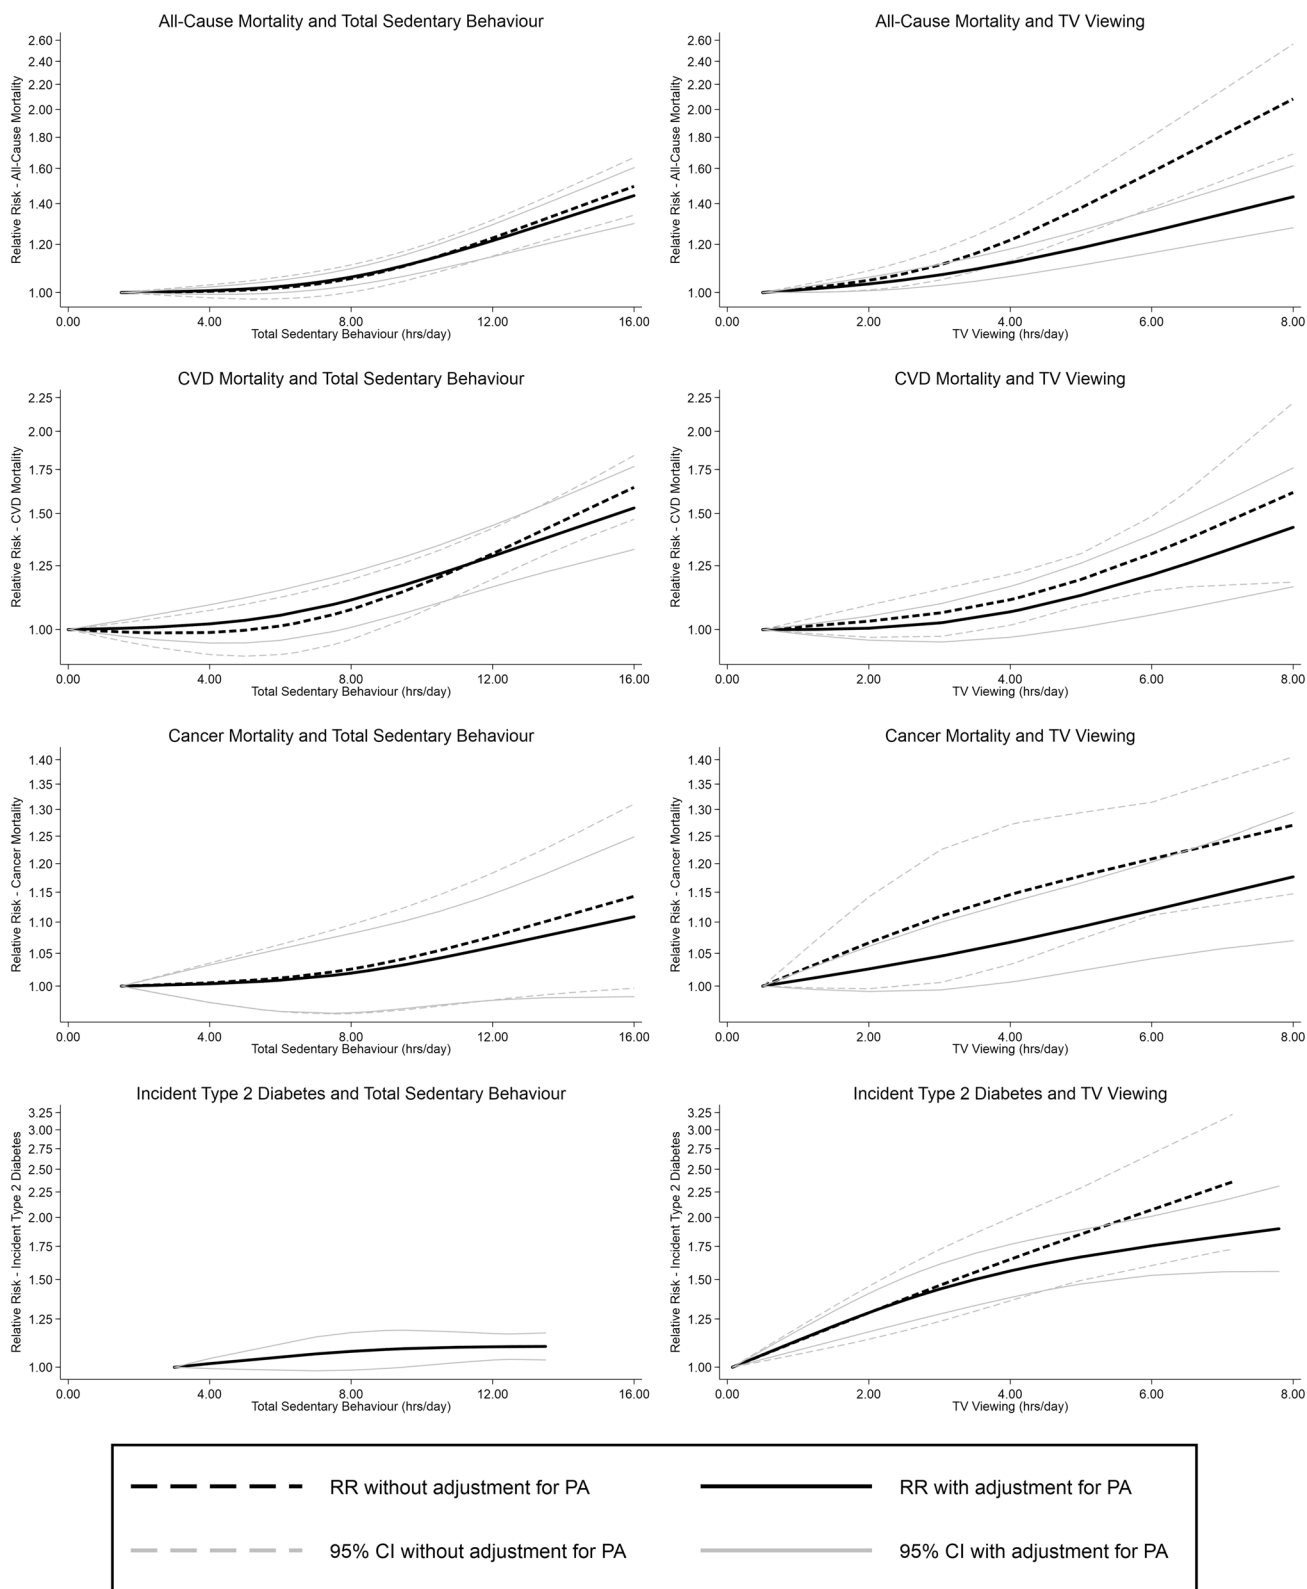 All-Cause Mortality and Total Sedentary Behaviour
Relative Risk - All-Cause Mortality
2.60
2.40
2.20
2.00
1.80
1.60
1.40
1.20
1.00
0.00 4.00 8.00 12.00 16.00
Total Sedentary Behaviour (hrs/day)
All-Cause Mortality and TV Viewing
Relative Risk - All-Cause Mortality
2.60
2.40
2.20
2.00
1.80
1.60
1.40
1.20
1.00
0.00 2.00 4.00 6.00 8.00
TV Viewing (hrs/day)
CVD Mortality and Total Sedentary Behaviour
Relative Risk - CVD Mortality
2.25
2.00
1.75
1.50
1.25
1.00
0.00 4.00 8.00 12.00 16.00
Total Sedentary Behaviour (hrs/day)
CVD Mortality and TV Viewing
Relative Risk - CVD Mortality
2.25
2.00
1.75
1.50
1.25
1.00
0.00 2.00 4.00 6.00 8.00
TV Viewing (hrs/day)
Cancer Mortality and Total Sedentary Behaviour
Relative Risk - Cancer Mortality
1.40
1.35
1.30
1.25
1.20
1.15
1.10
1.05
1.00
0.00 4.00 8.00 12.00 16.00
Total Sedentary Behaviour (hrs/day)
Cancer Mortality and TV Viewing
Relative Risk - Cancer Mortality
1.40
1.35
1.30
1.25
1.20
1.15
1.10
1.05
1.00
0.00 2.00 4.00 6.00 8.00
TV Viewing (hrs/day)
Incident Type 2 Diabetes and Total Sedentary Behaviour
Relative Risk - Incident Type 2 Diabetes
3.25
3.00
2.75
2.50
2.25
2.00
1.75
1.50
1.25
1.00
0.00 4.00 8.00 12.00 16.00
Total Sedentary Behaviour (hrs/day)
Incident Type 2 Diabetes and TV Viewing
Relative Risk - Incident Type 2 Diabetes
3.25
3.00
2.75
2.50
2.25
2.00
1.75
1.50
1.25
1.00
0.00 2.00 4.00 6.00 8.00
TV Viewing (hrs/day)
RR without adjustment for PA
RR with adjustment for PA
95% CI without adjustment for PA
95% CI with adjustment for PA